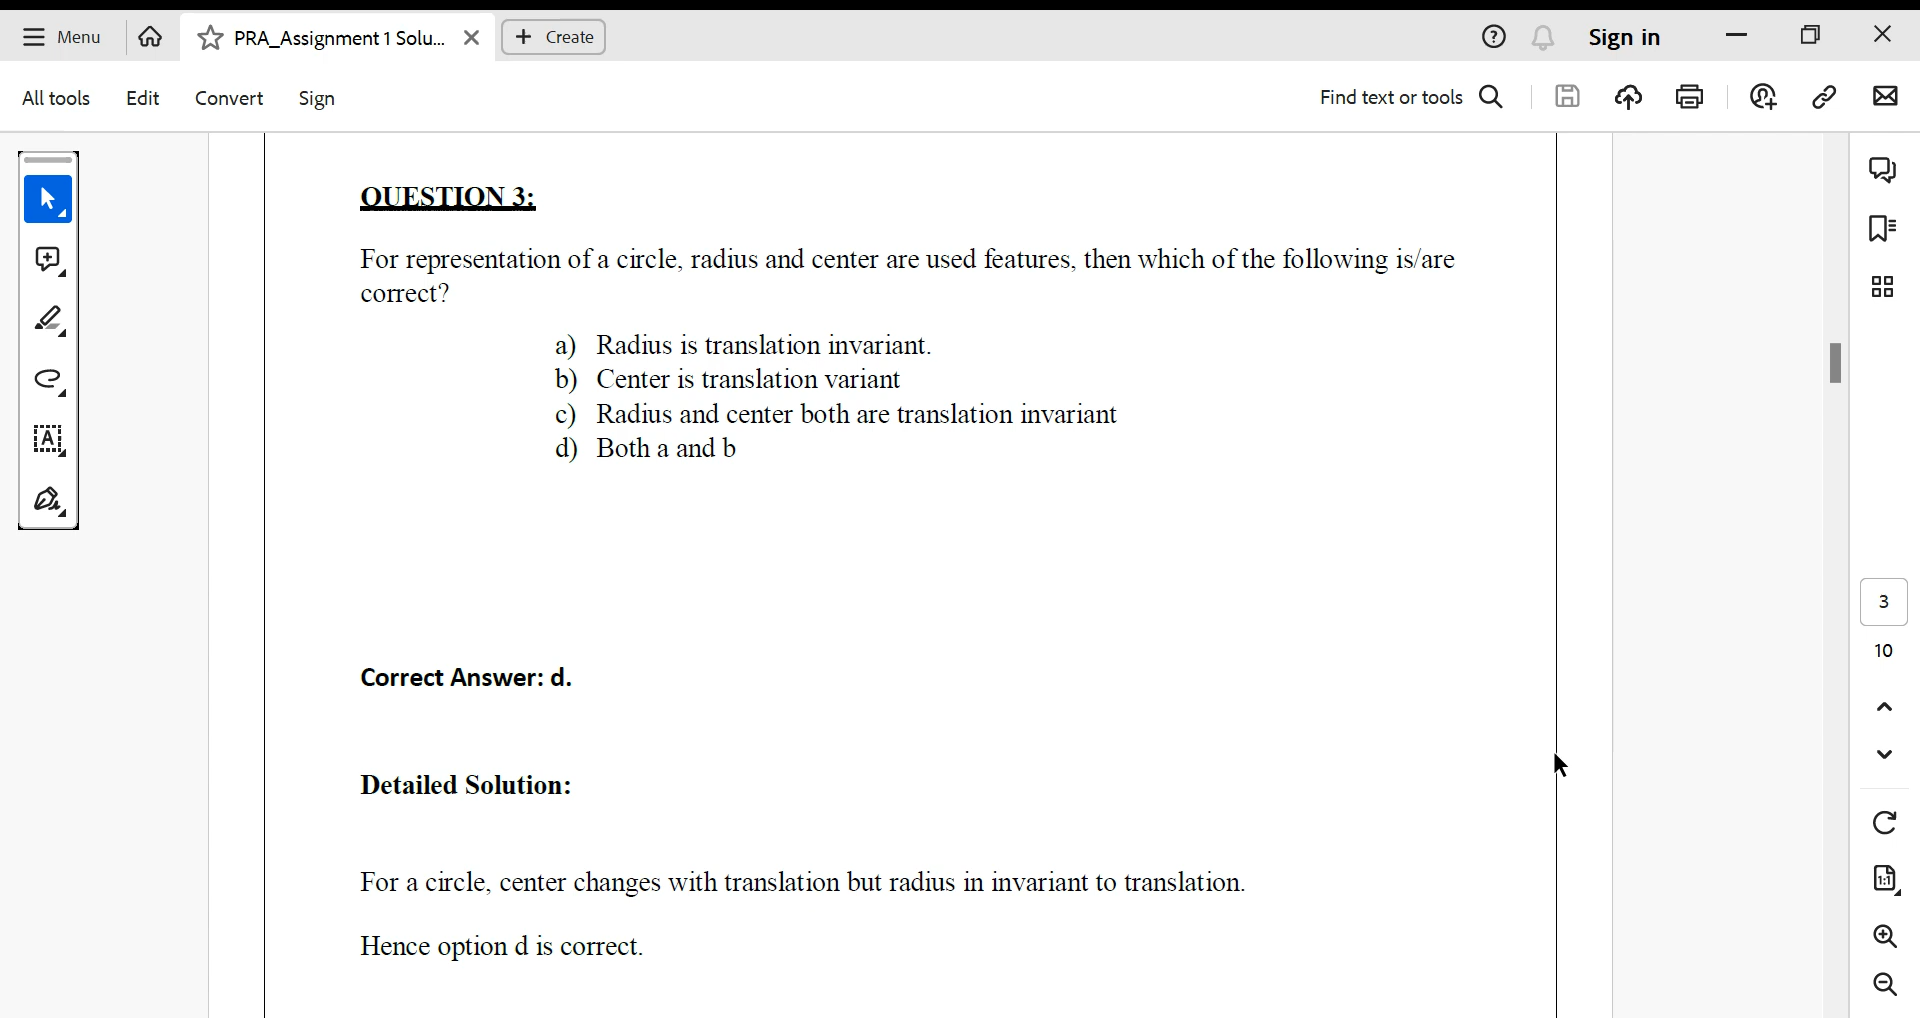 Menu
PRA_Assignment 1 Solu...
Create
Sign in
All tools
Edit
Convert
Sign
Find text or tools
QUESTION 3:
For representation of a circle, radius and center are used features, then which of the following is/are
correct?
a) Radius is translation invariant.
b) Center is translation variant
c) Radius and center both are translation invariant
d) Both a and b
Correct Answer: d.
Detailed Solution:
For a circle, center changes with translation but radius in invariant to translation.
Hence option d is correct.
3
10
1:1